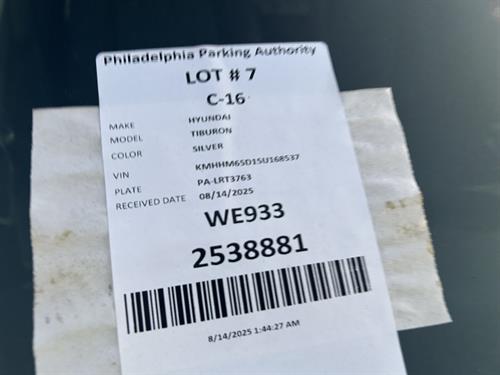 Philadelphia Parking Authority
LOT # 7
C-16
MAKE HYUNDAI
MODEL TIBURON
COLOR SILVER
VIN KMHHM65D15U168537
PLATE PA-LRT3763
RECEIVED DATE 08/14/2025
WE933
2538881
8/14/2025 1:44:27 AM